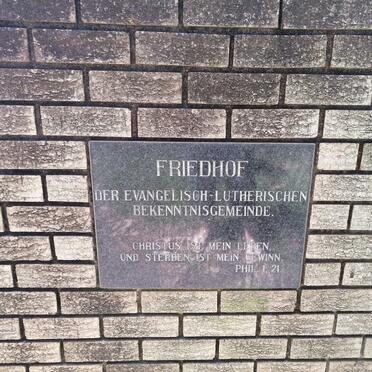 FRIEDHOF
DER EVANGELISCH-LUTHERISCHEN
BEKENNTNISGEMEINDE.
CHRISTUS IST MEIN LEBEN,
UND STERBEN IST MEIN GEWINN.
PHIL. 1, 21